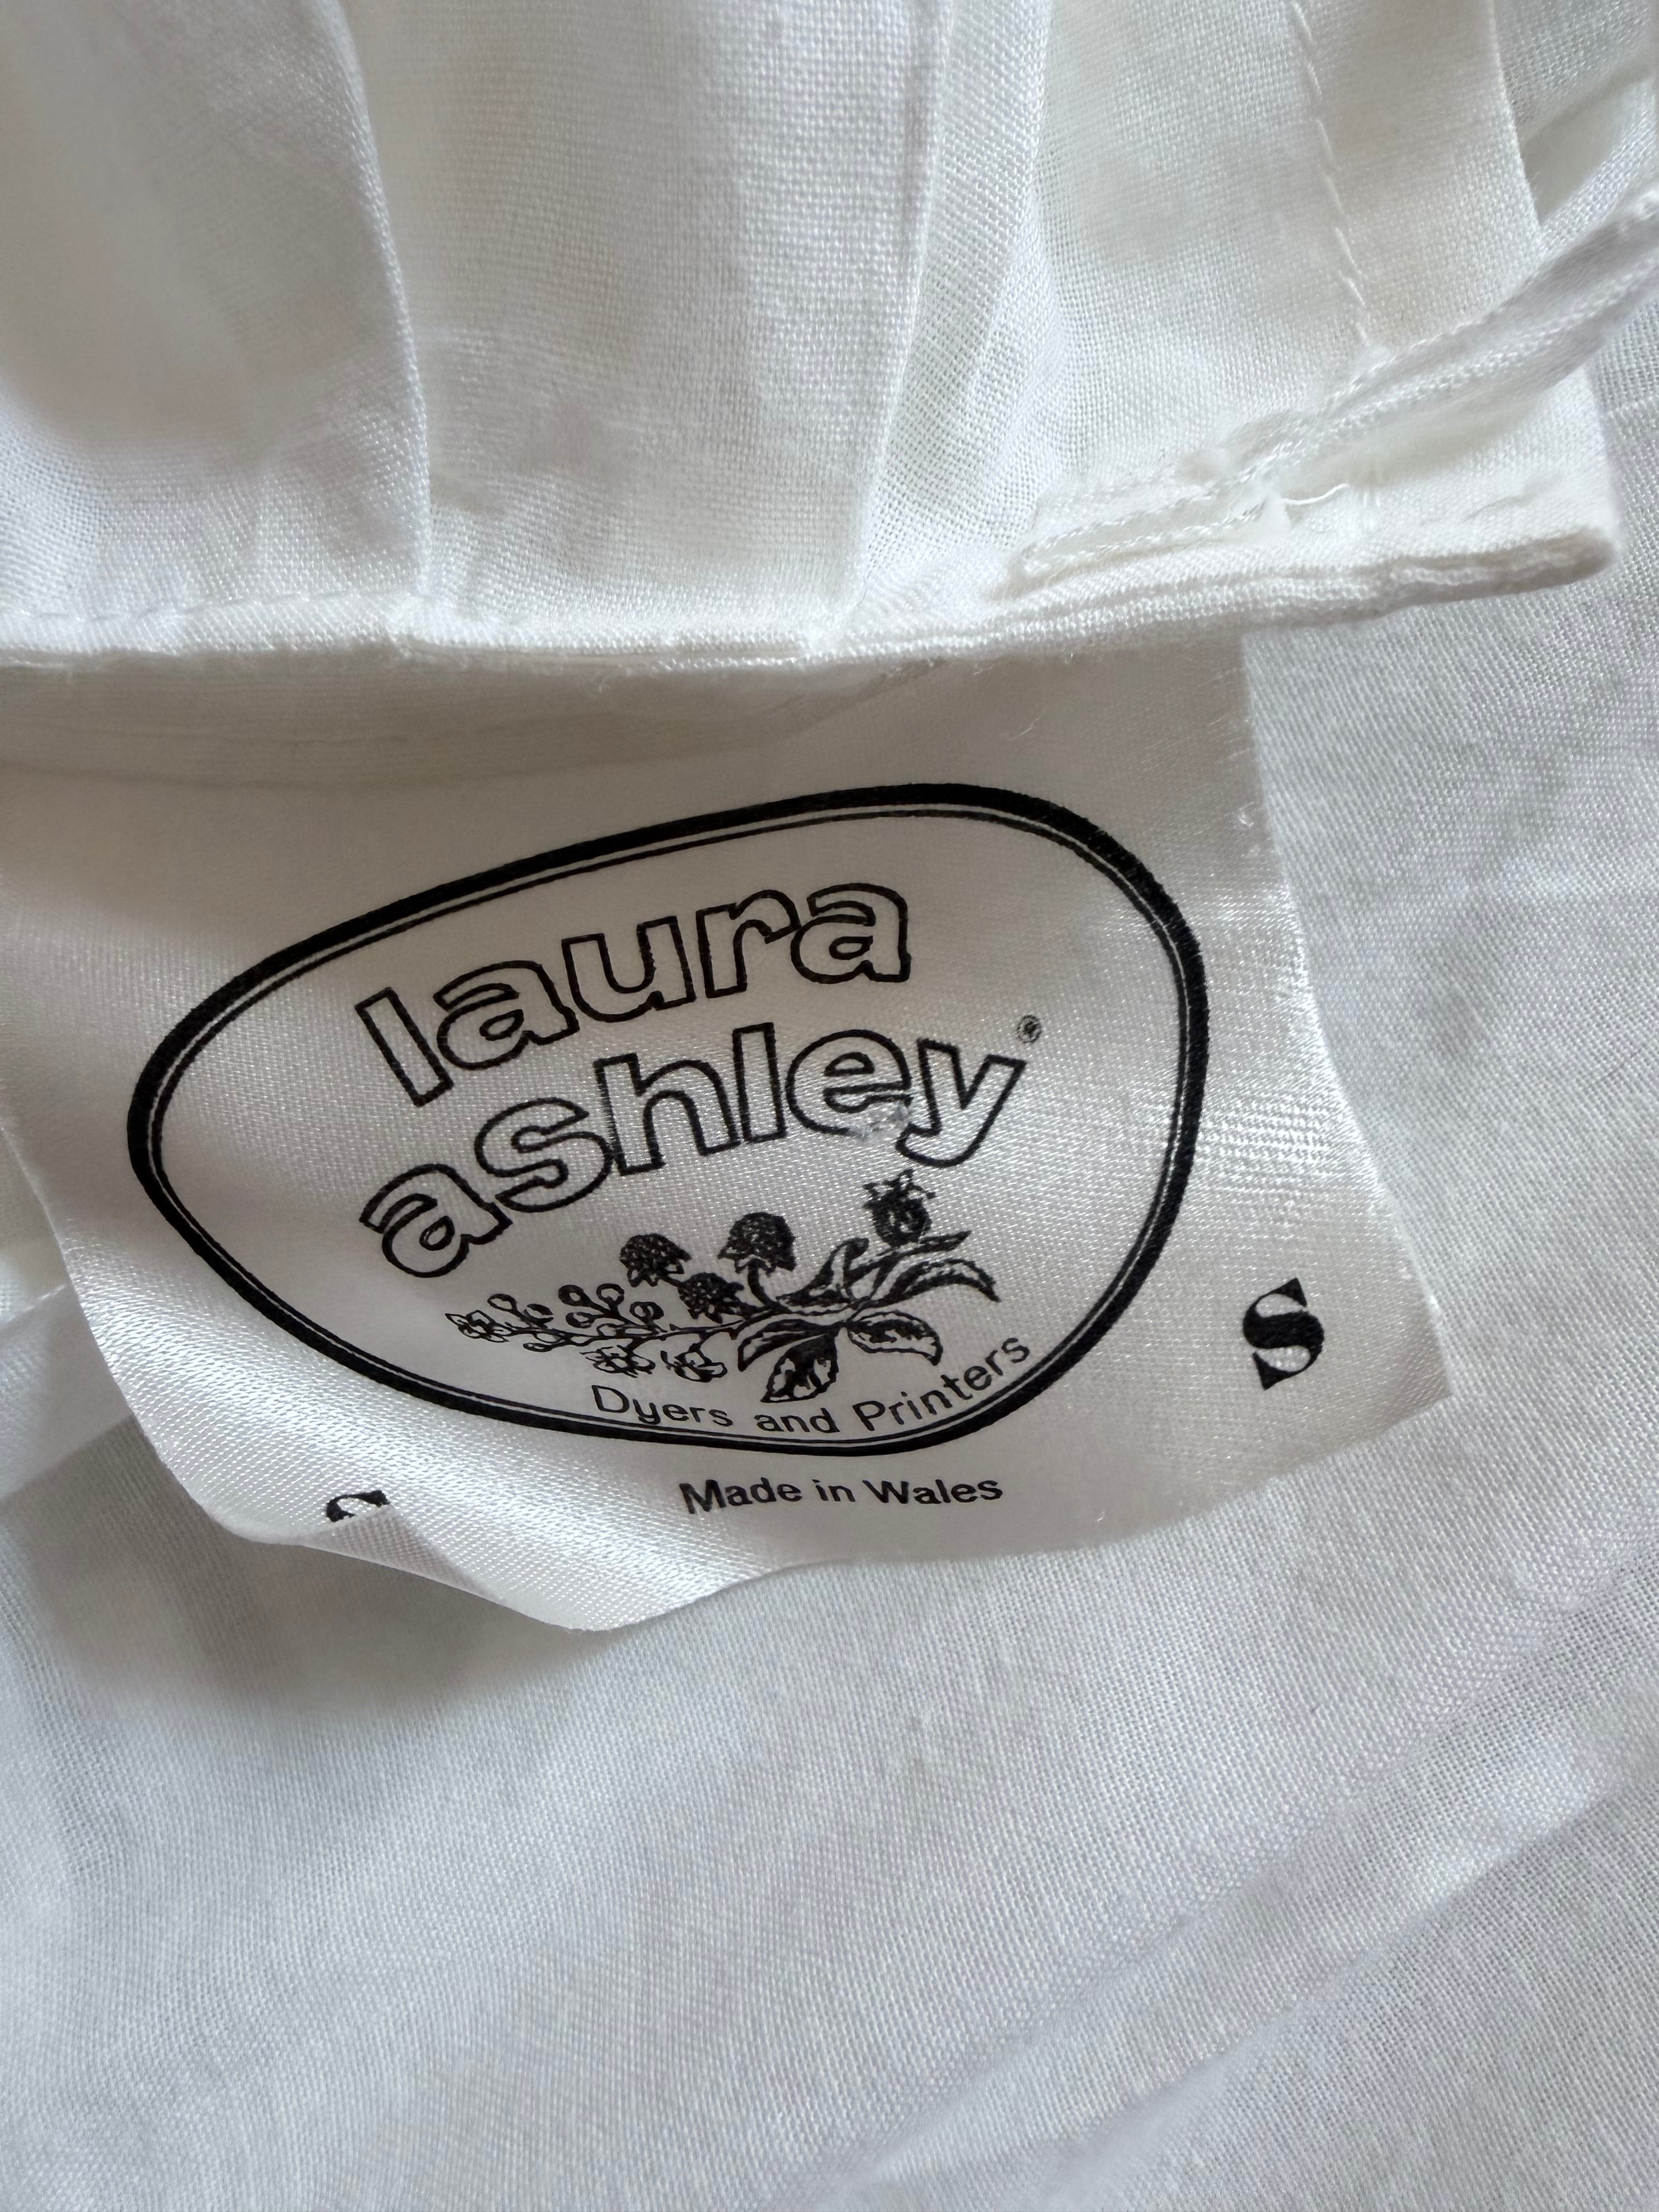 laura
ashley®
Dyers and Printers
Made in Wales
S
S